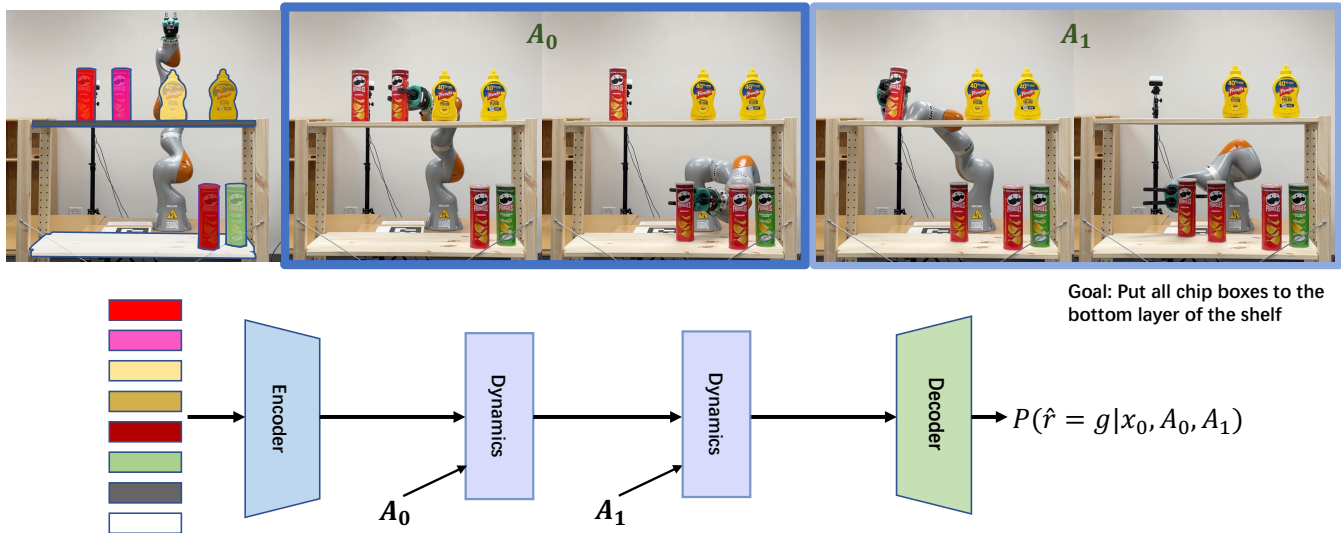 A₀
A₁
Goal: Put all chip boxes to the
bottom layer of the shelf
Encoder
Dynamics
Dynamics
Decoder
A₀
A₁
P(r̂ = g|x₀, A₀, A₁)